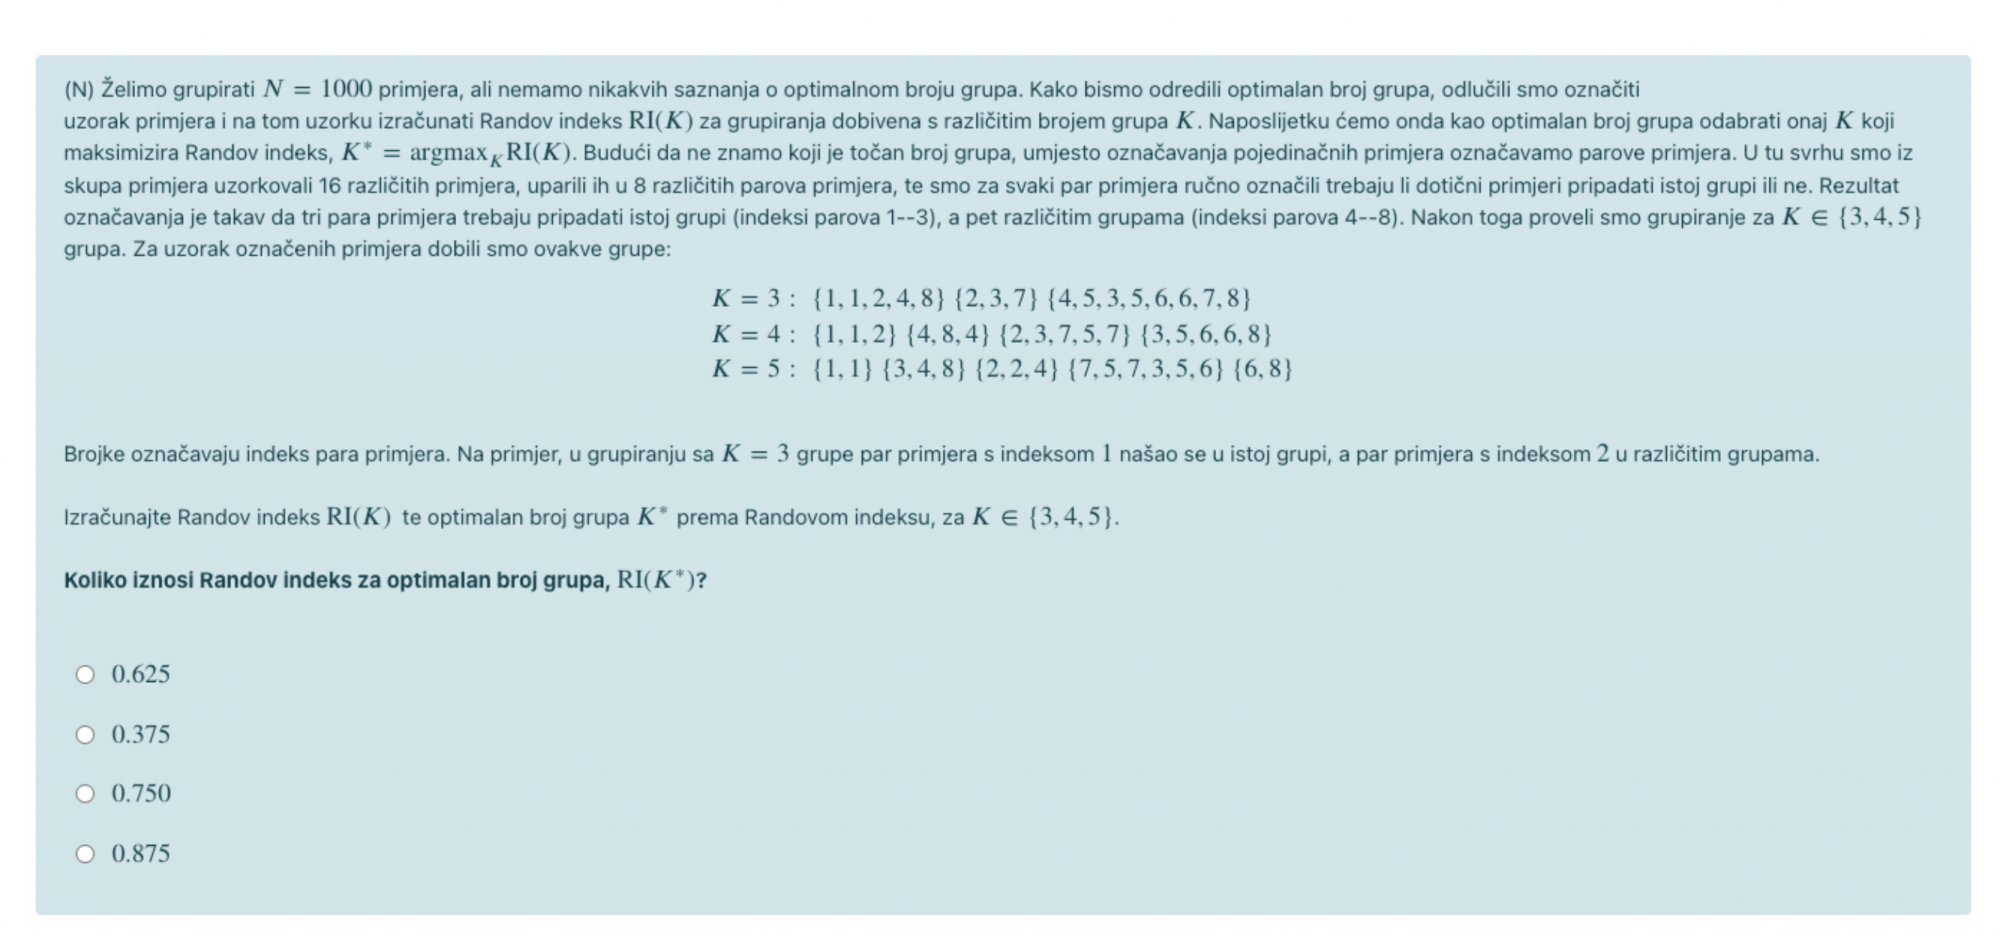 (N) Želimo grupirati N = 1000 primjera, ali nemamo nikakvih saznanja o optimalnom broju grupa. Kako bismo odredili optimalan broj grupa, odlučili smo označiti
uzorak primjera i na tom uzorku izračunati Randov indeks RI(K) za grupiranja dobivena s različitim brojem grupa K. Naposlijetku ćemo onda kao optimalan broj grupa odabrati onaj K koji
maksimizira Randov indeks, K* = argmax_K RI(K). Budući da ne znamo koji je točan broj grupa, umjesto označavanja pojedinačnih primjera označavamo parove primjera. U tu svrhu smo iz
skupa primjera uzorkovali 16 različitih primjera, uparili ih u 8 različitih parova primjera, te smo za svaki par primjera ručno označili trebaju li dotični primjeri pripadati istoj grupi ili ne. Rezultat
označavanja je takav da tri para primjera trebaju pripadati istoj grupi (indeksi parova 1--3), a pet različitim grupama (indeksi parova 4--8). Nakon toga proveli smo grupiranje za K ∈ {3, 4, 5}
grupa. Za uzorak označenih primjera dobili smo ovakve grupe:
K = 3 : {1, 1, 2, 4, 8} {2, 3, 7} {4, 5, 3, 5, 6, 6, 7, 8}
K = 4 : {1, 1, 2} {4, 8, 4} {2, 3, 7, 5, 7} {3, 5, 6, 6, 8}
K = 5 : {1, 1} {3, 4, 8} {2, 2, 4} {7, 5, 7, 3, 5, 6} {6, 8}
Brojke označavaju indeks para primjera. Na primjer, u grupiranju sa K = 3 grupe par primjera s indeksom 1 našao se u istoj grupi, a par primjera s indeksom 2 u različitim grupama.
Izračunajte Randov indeks RI(K) te optimalan broj grupa K* prema Randovom indeksu, za K ∈ {3, 4, 5}.
Koliko iznosi Randov indeks za optimalan broj grupa, RI(K*)?
0.625
0.375
0.750
0.875